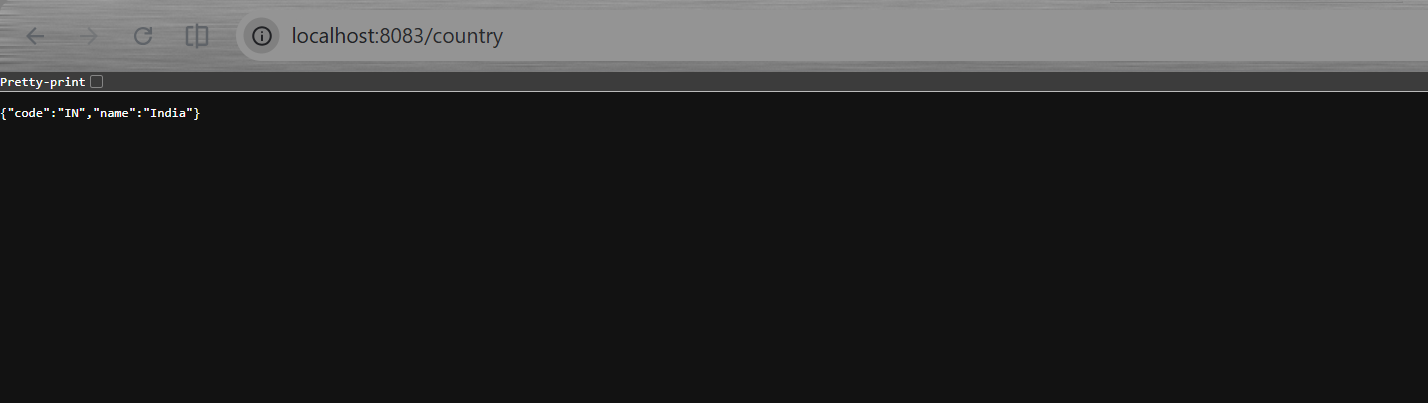 localhost:8083/country
Pretty-print
{"code":"IN","name":"India"}